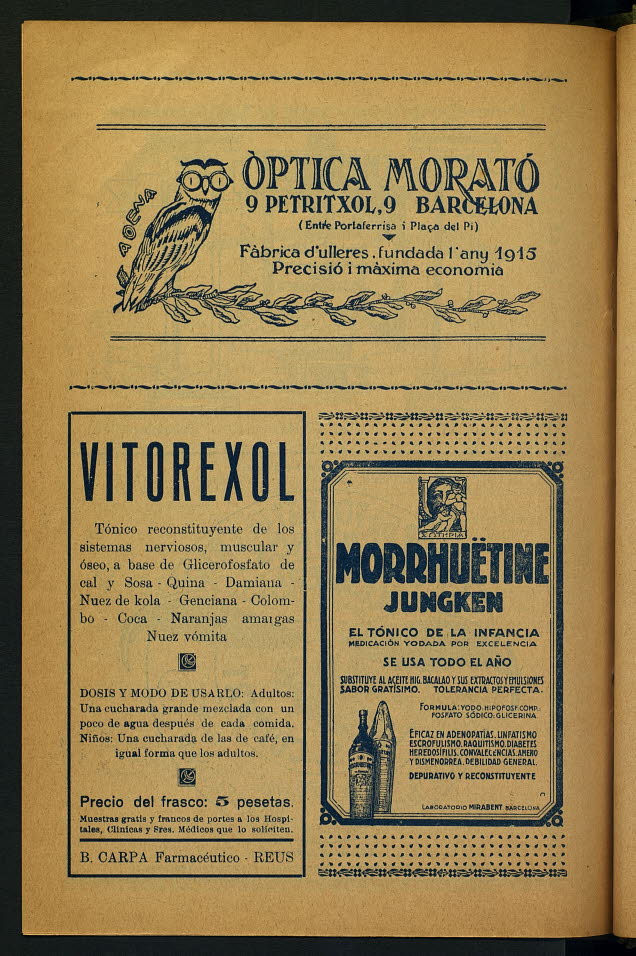 ÒPTICA MORATÓ
9 PETRITXOL, 9 BARCELONA
(Entre Portaferrisa i Plaça del Pi)
Fàbrica d'ulleres, fundada l'any 1915
Precisió i màxima economia
VITOREXOL
Tónico reconstituyente de los
sistemas nerviosos, muscular y
óseo, a base de Glicerofosfato de
cal y Sosa - Quina - Damiana -
Nuez de kola - Genciana - Colom-
bo - Coca - Naranjas amargas
Nuez vómita
DOSIS Y MODO DE USARLO: Adultos:
Una cucharada grande mezclada con un
poco de agua después de cada comida.
Niños: Una cucharada de las de café, en
igual forma que los adultos.
Precio del frasco: 5 pesetas.
Muestras gratis y francos de portes a los Hospi-
tales, Clínicas y Sres. Médicos que lo soliciten.
B. CARPA Farmacéutico - REUS
MORRHUËTINE
JUNGKEN
EL TÓNICO DE LA INFANCIA
MEDICACIÓN YODADA POR EXCELENCIA
SE USA TODO EL AÑO
SUBSTITUYE AL ACEITE HIG. BACALAO Y SUS EXTRACTOS Y EMULSIONES
SABOR GRATÍSIMO. TOLERANCIA PERFECTA.
FORMULA: YODO. HIPOFOSF. COMP.
FOSFATO SÓDICO. GLICERINA.
EFICAZ EN ADENOPATÍAS. LINFATISMO
ESCROFULISMO. RAQUITISMO. DIABETES
HEREDOSÍFILIS. CONVALECENCIAS. AMENO
Y DISMENORREA. DEBILIDAD GENERAL.
DEPURATIVO Y RECONSTITUYENTE
LABORATORIO MIRABENT BARCELONA